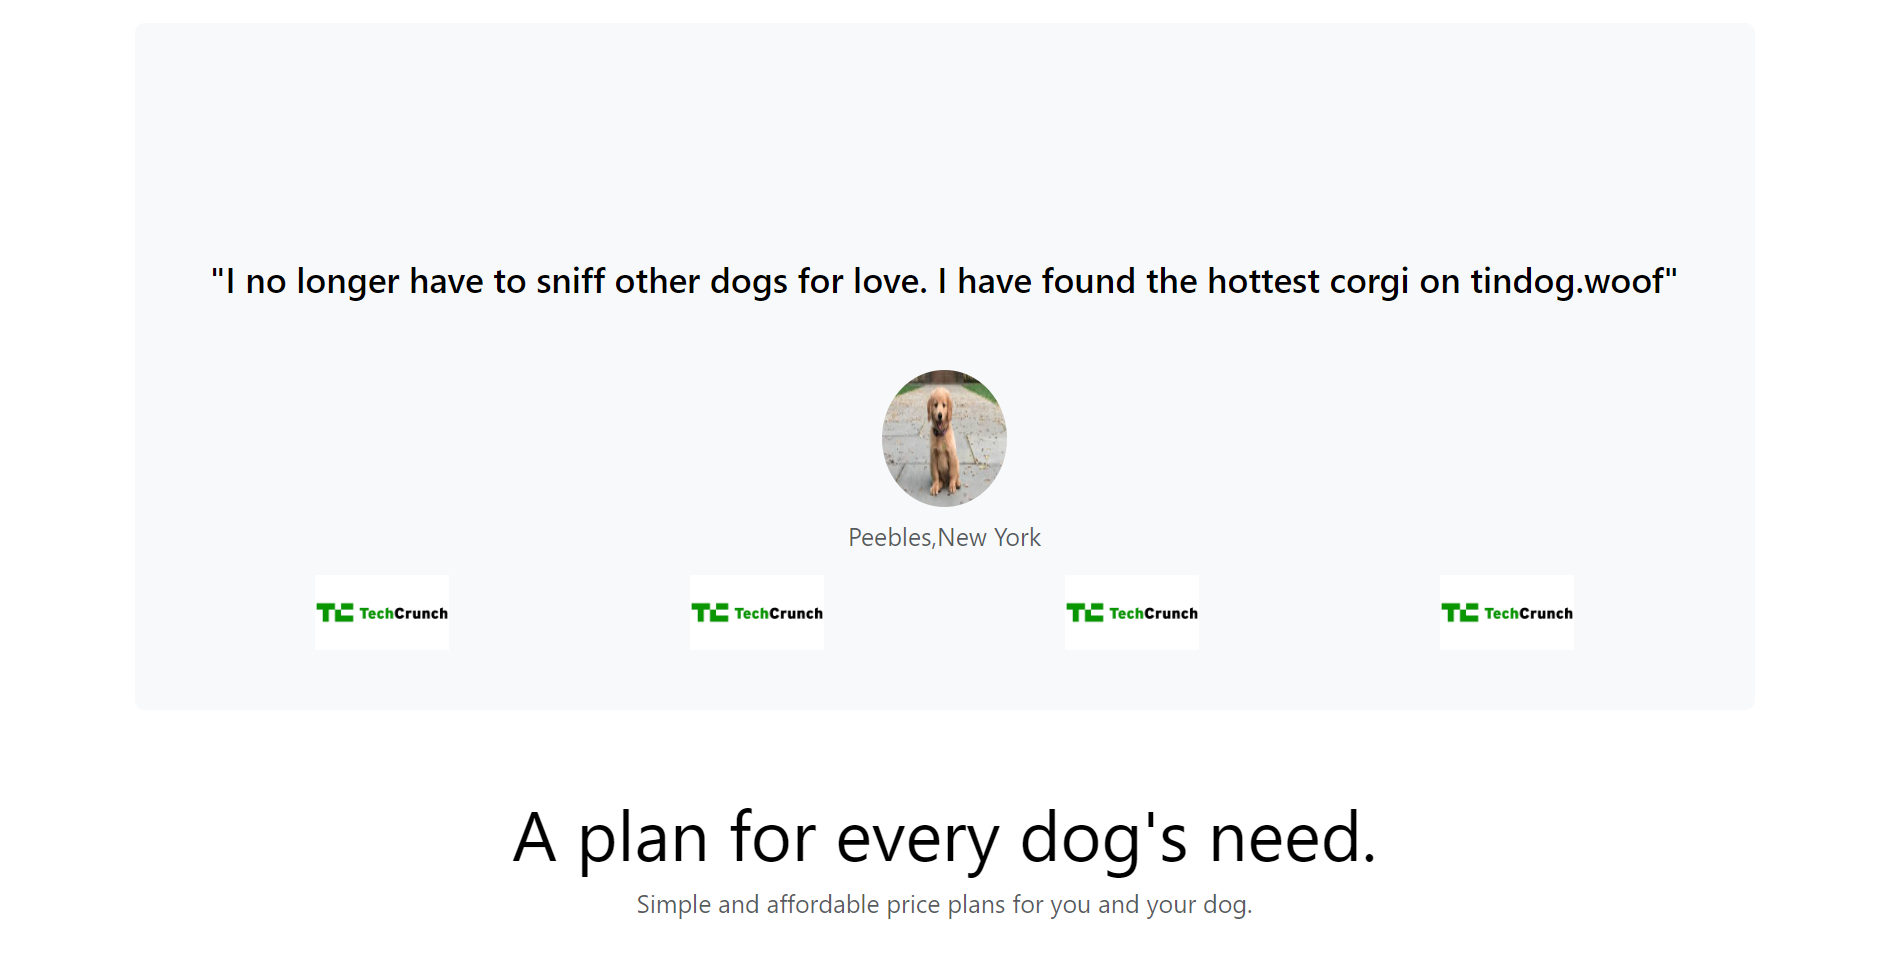 "I no longer have to sniff other dogs for love. I have found the hottest corgi on tindog.woof"
Peebles,New York
TC TechCrunch TC TechCrunch TC TechCrunch TC TechCrunch
A plan for every dog's need.
Simple and affordable price plans for you and your dog.